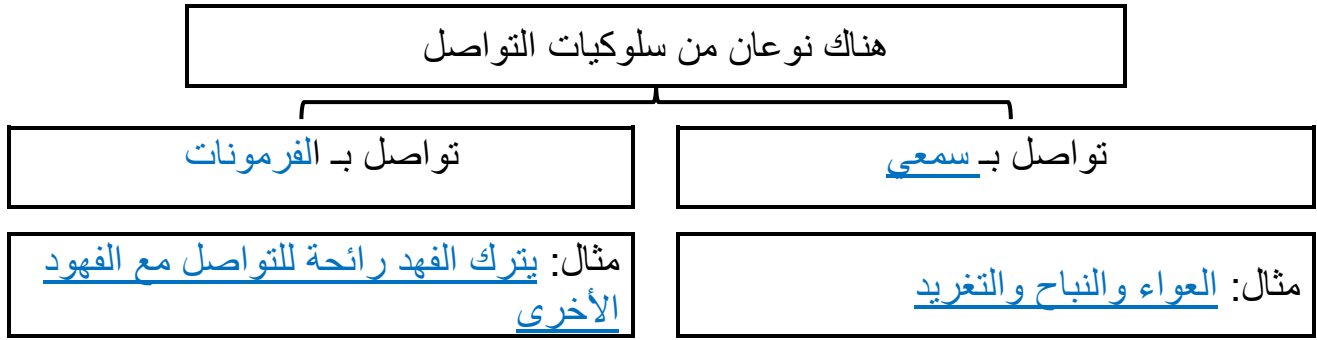 هناك نوعان من سلوكيات التواصل
تواصل بـ سمعي
تواصل بـ الفرمونات
مثال: العواء والنباح والتغريد
مثال: يترك الفهد رائحة للتواصل مع الفهود
الأخرى